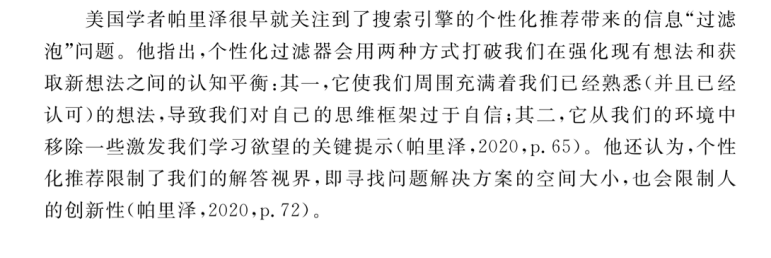 美国学者帕里泽很早就关注到了搜索引擎的个性化推荐带来的信息“过滤
泡”问题。他指出,个性化过滤器会用两种方式打破我们在强化现有想法和获
取新想法之间的认知平衡:其一,它使我们周围充满着我们已经熟悉(并且已经
认可)的想法,导致我们对自己的思维框架过于自信;其二,它从我们的环境中
移除一些激发我们学习欲望的关键提示(帕里泽,2020,p.65)。他还认为,个性
化推荐限制了我们的解答视界,即寻找问题解决方案的空间大小,也会限制人
的创新性(帕里泽,2020,p.72)。